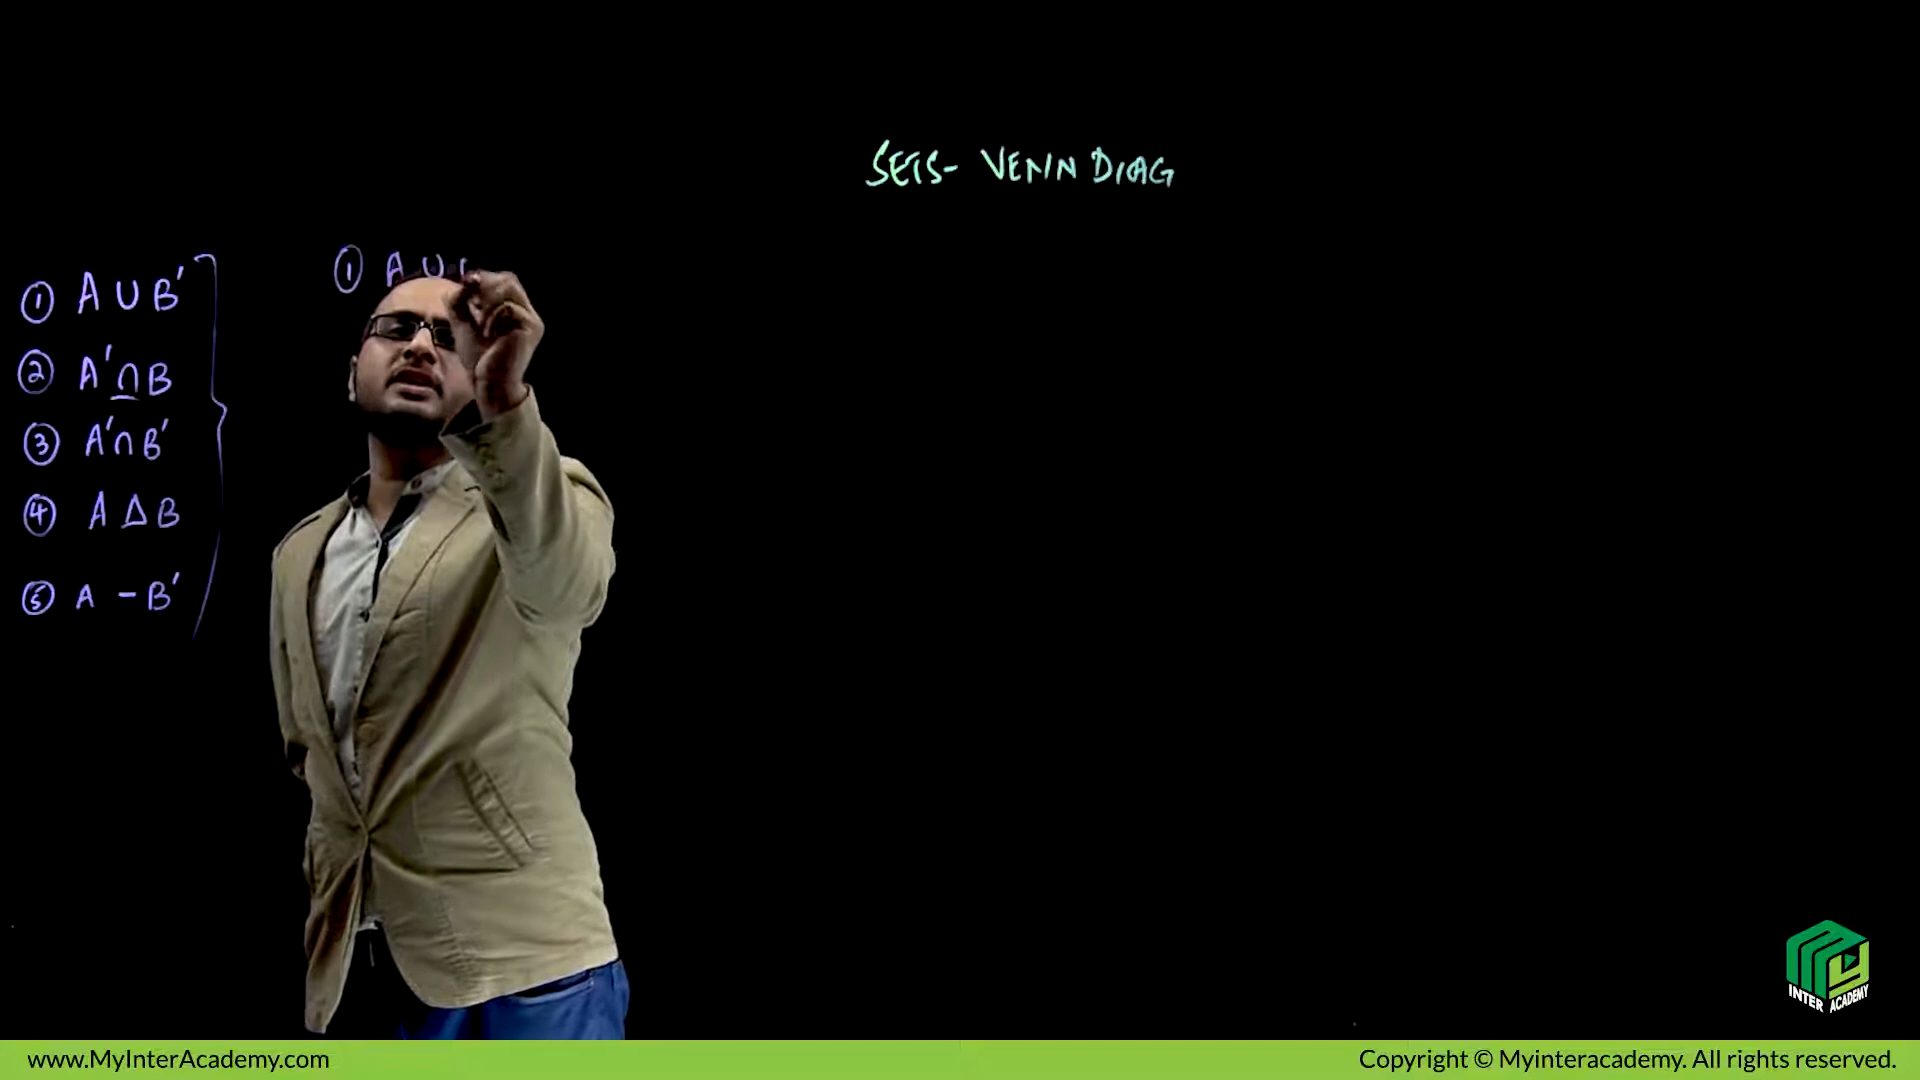 SETS- VENN DIAG
① A ∪ B′
② A′ ∩ B
③ A′ ∩ B′
④ A Δ B
⑤ A - B′
① A ∪
INTER ACADEMY
www.MyInterAcademy.com
Copyright © Myinteracademy. All rights reserved.